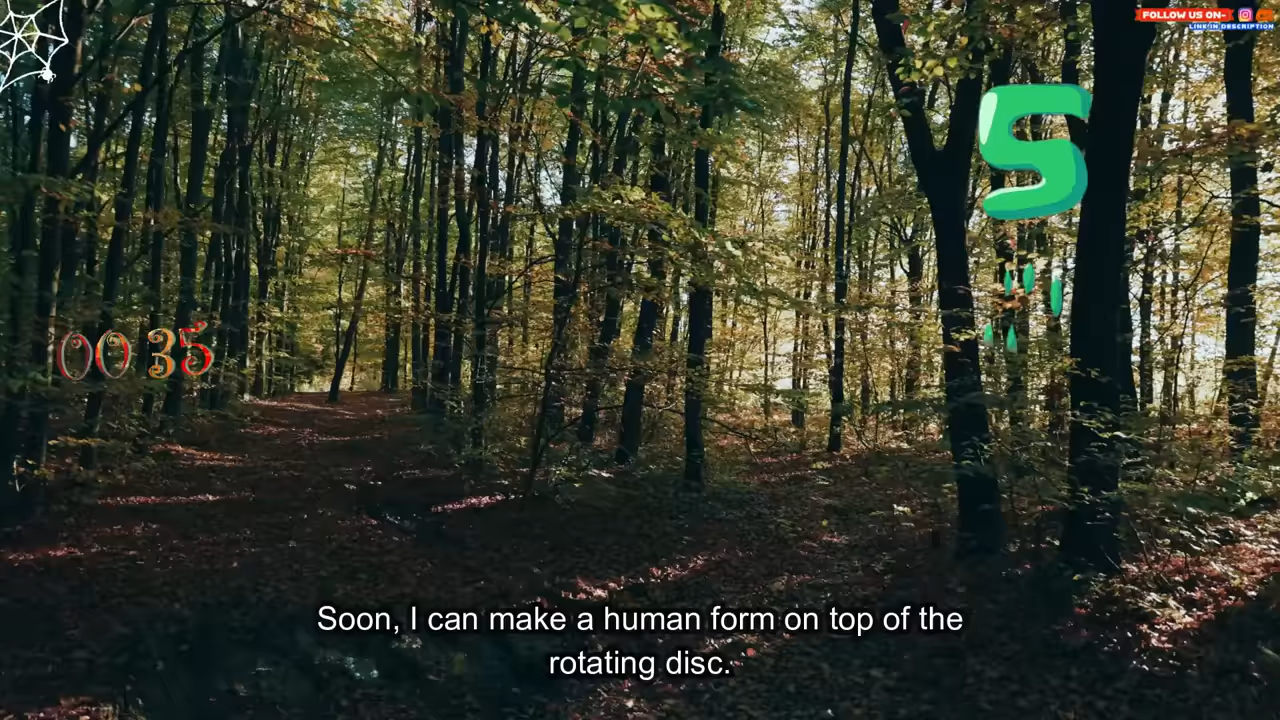 FOLLOW US ON-
LINK IN DESCRIPTION
5
00 35
Soon, I can make a human form on top of the
rotating disc.